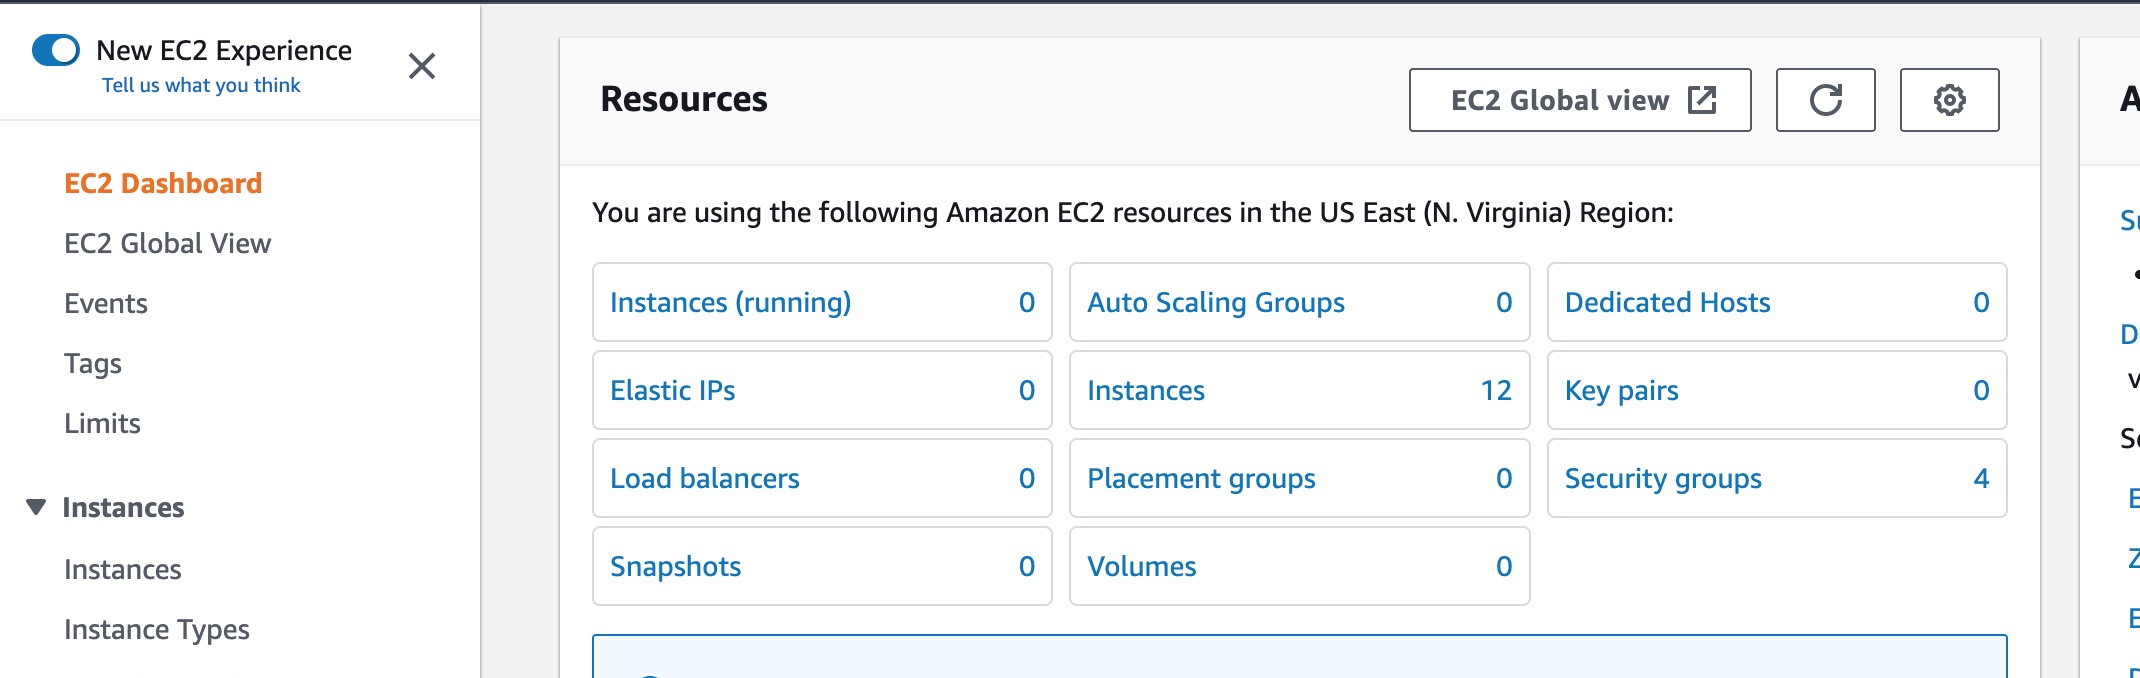 New EC2 Experience
Tell us what you think
EC2 Dashboard
EC2 Global View
Events
Tags
Limits
Instances
Instances
Instance Types
Resources
EC2 Global view
You are using the following Amazon EC2 resources in the US East (N. Virginia) Region:
Instances (running) 0
Auto Scaling Groups 0
Dedicated Hosts 0
Elastic IPs 0
Instances 12
Key pairs 0
Load balancers 0
Placement groups 0
Security groups 4
Snapshots 0
Volumes 0